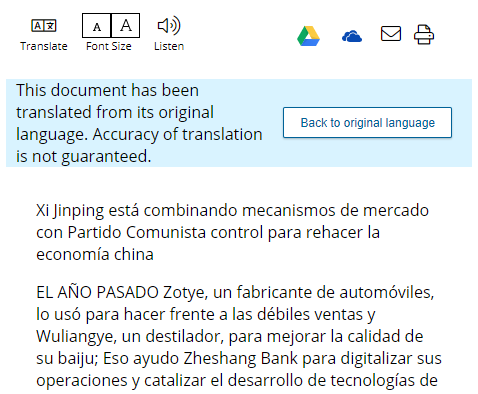 Translate
Font Size
Listen
A
A
This document has been
translated from its original
language. Accuracy of translation
is not guaranteed.
Back to original language
Xi Jinping está combinando mecanismos de mercado
con Partido Comunista control para rehacer la
economía china
EL AÑO PASADO Zotye, un fabricante de automóviles,
lo usó para hacer frente a las débiles ventas y
Wuliangye, un destilador, para mejorar la calidad de
su baiju; Eso ayudo Zheshang Bank para digitalizar sus
operaciones y catalizar el desarrollo de tecnologías de